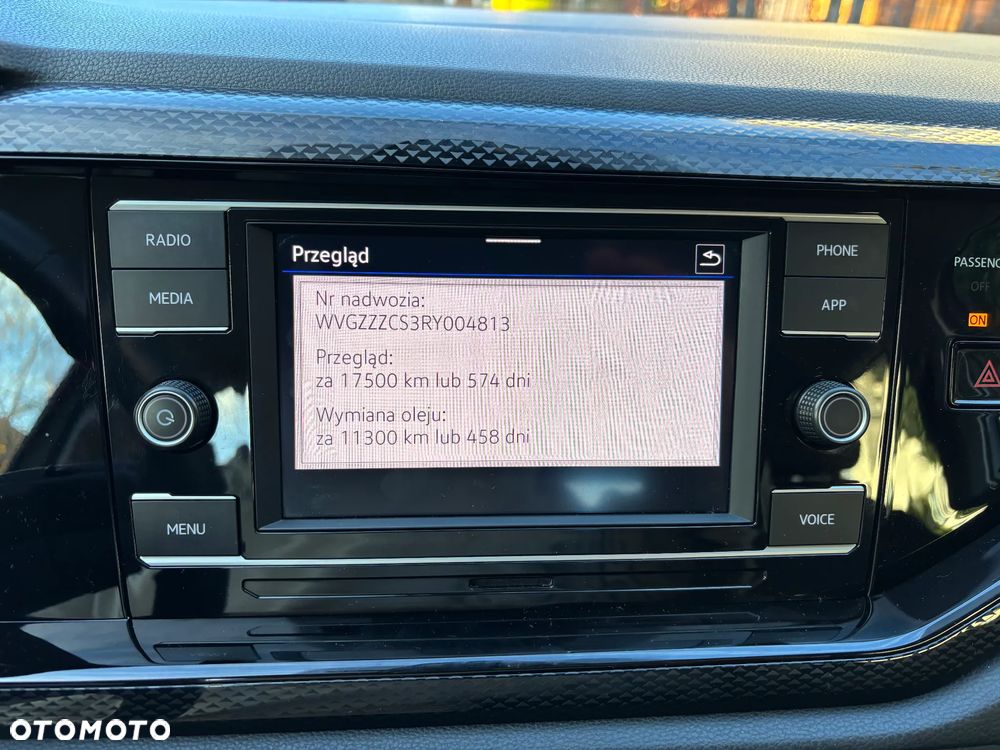 RADIO
MEDIA
MENU
Przegląd
Nr nadwozia:
WVGZZZCS3RY004813
Przegląd:
za 17500 km lub 574 dni
Wymiana oleju:
za 11300 km lub 458 dni
PHONE
APP
VOICE
PASSENG
OFF
ON
OTOMOTO